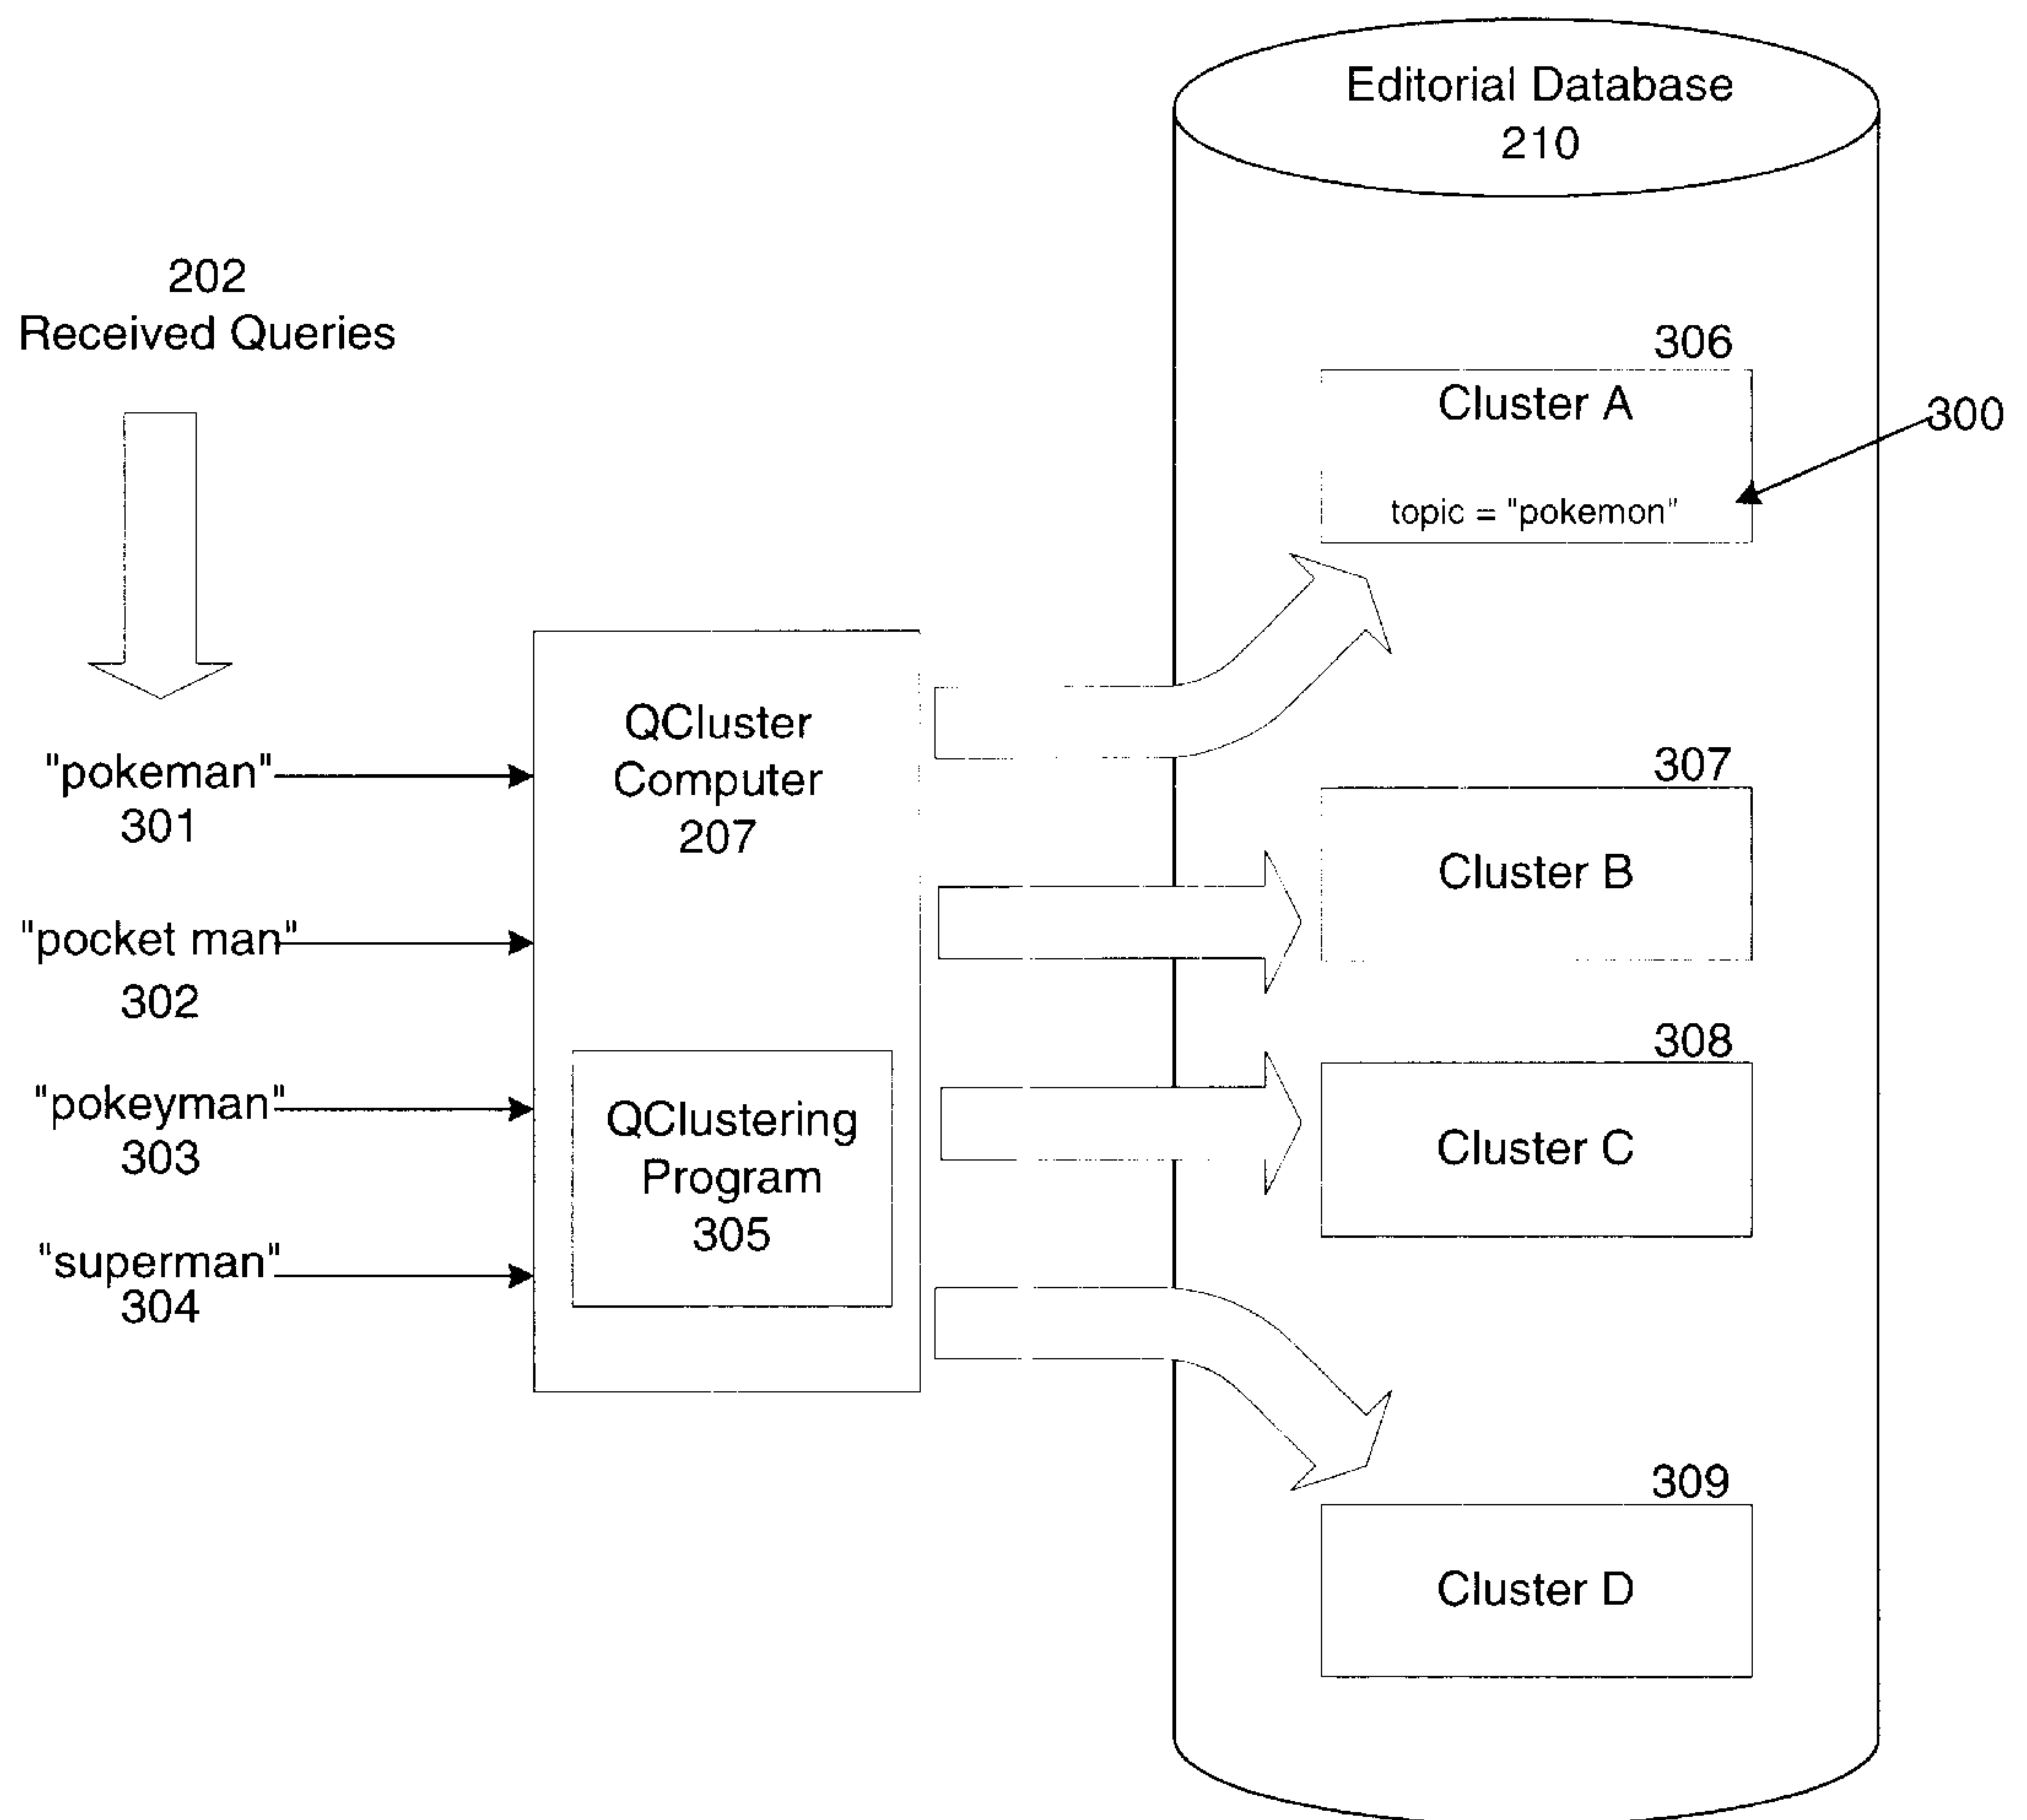 Editorial Database
210
202
Received Queries
306
Cluster A
300
topic = "pokemon"
QCluster
Computer
207
"pokeman"
301
307
Cluster B
"pocket man"
302
308
"pokeyman"
303
QClustering
Program
305
Cluster C
"superman"
304
309
Cluster D